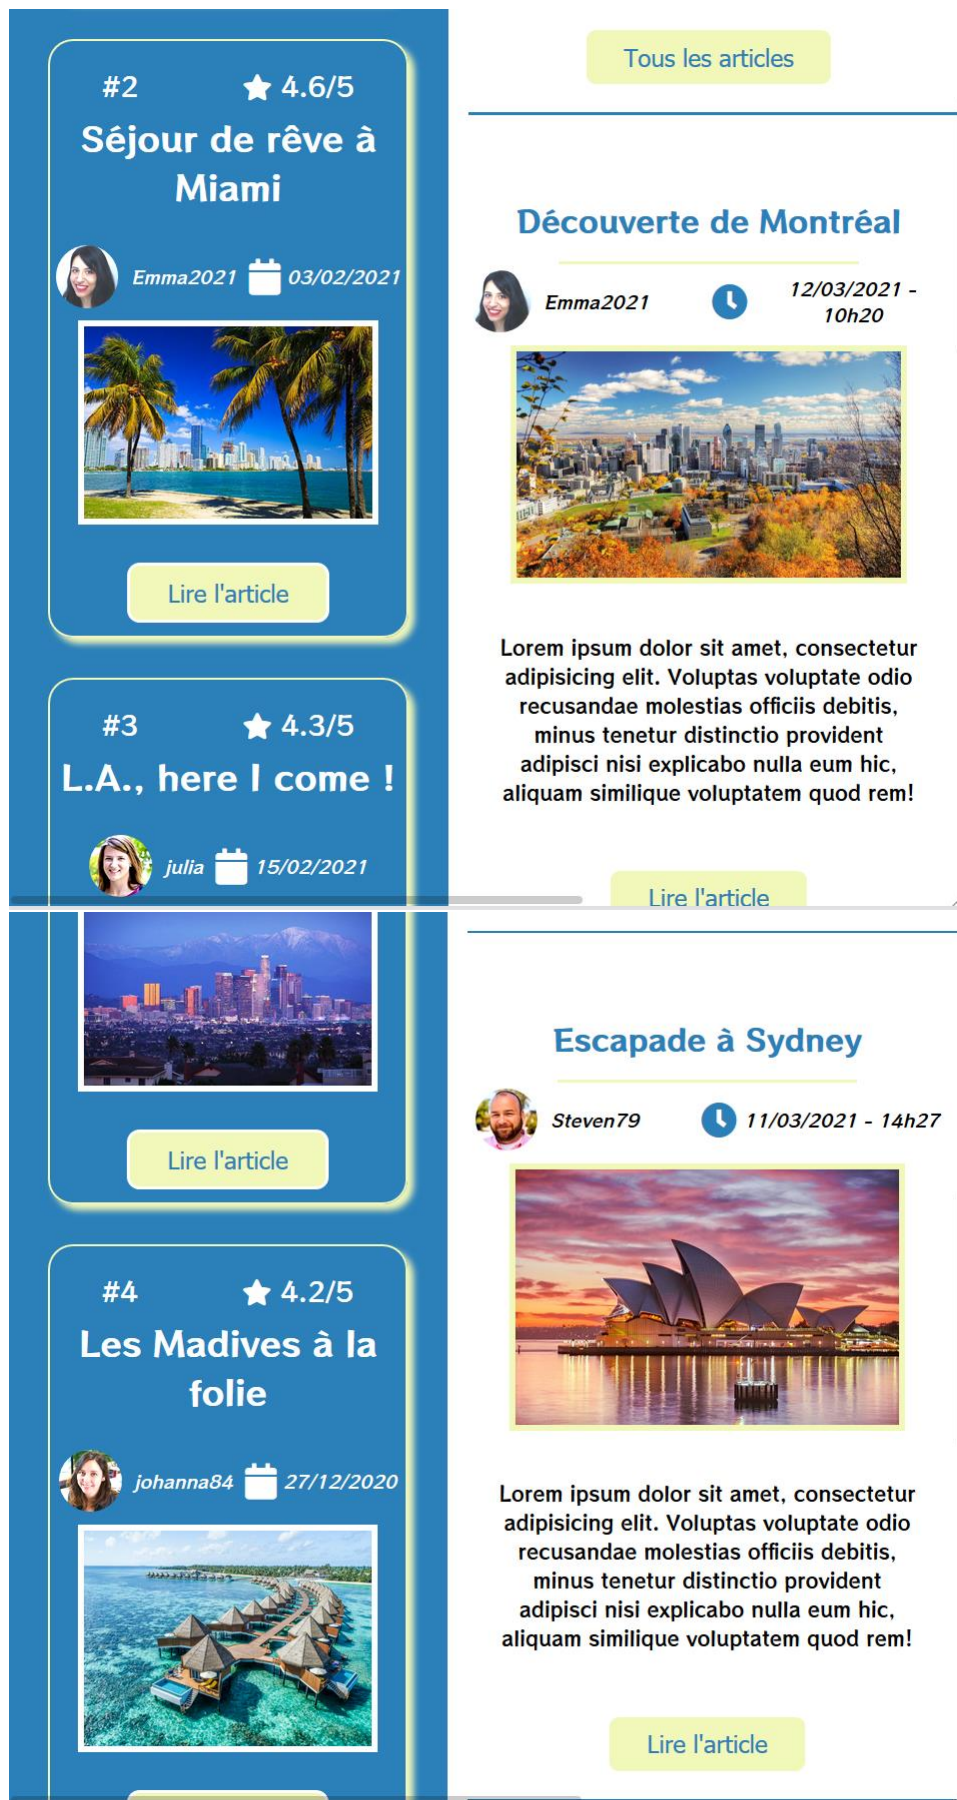 #2
4.6/5
Séjour de rêve à
Miami
Emma2021
03/02/2021
Lire l'article
#3
4.3/5
L.A., here I come !
julia
15/02/2021
Tous les articles
Découverte de Montréal
Emma2021
12/03/2021 -
10h20
Lorem ipsum dolor sit amet, consectetur
adipisicing elit. Voluptas voluptate odio
recusandae molestias officiis debitis,
minus tenetur distinctio provident
adipisci nisi explicabo nulla eum hic,
aliquam similique voluptatem quod rem!
Lire l'article
Lire l'article
#4
4.2/5
Les Madives à la
folie
johanna84
27/12/2020
Escapade à Sydney
Steven79
11/03/2021 - 14h27
Lorem ipsum dolor sit amet, consectetur
adipisicing elit. Voluptas voluptate odio
recusandae molestias officiis debitis,
minus tenetur distinctio provident
adipisci nisi explicabo nulla eum hic,
aliquam similique voluptatem quod rem!
Lire l'article